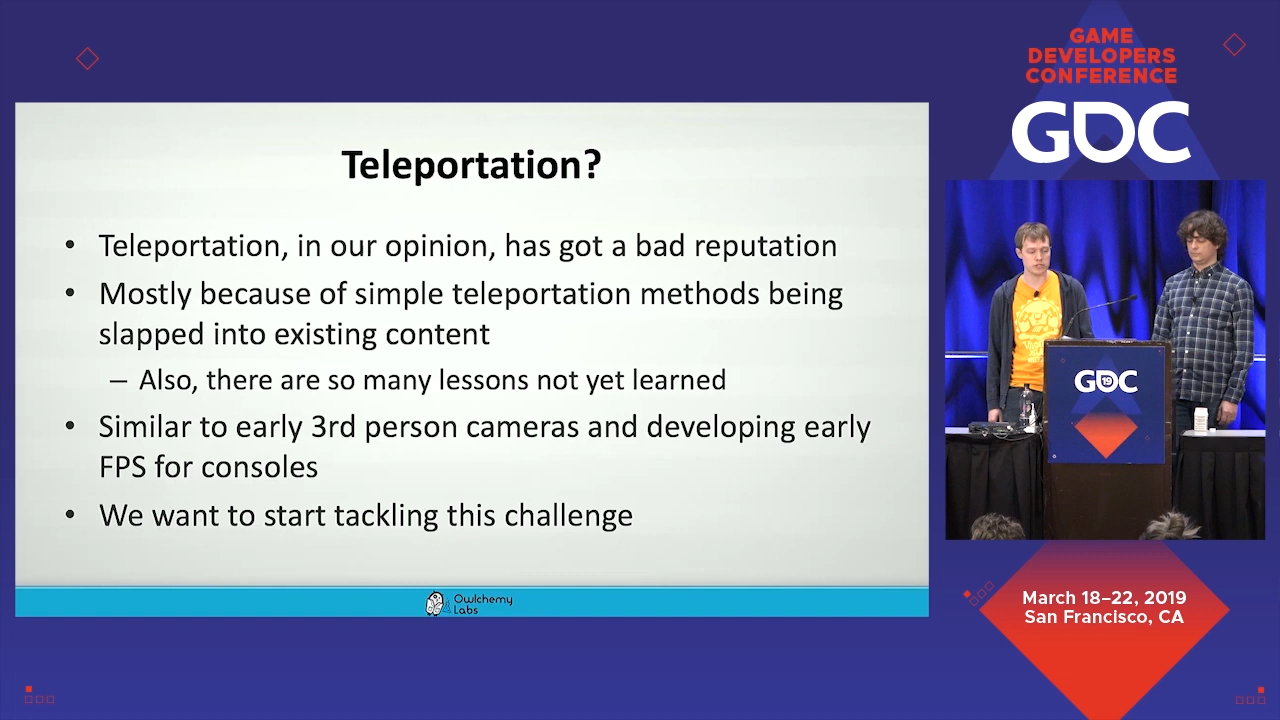 GAME
DEVELOPERS
CONFERENCE
GDC
Teleportation?
• Teleportation, in our opinion, has got a bad reputation
• Mostly because of simple teleportation methods being
slapped into existing content
– Also, there are so many lessons not yet learned
• Similar to early 3rd person cameras and developing early
FPS for consoles
• We want to start tackling this challenge
Owlchemy
Labs
GDC
19
March 18–22, 2019
San Francisco, CA